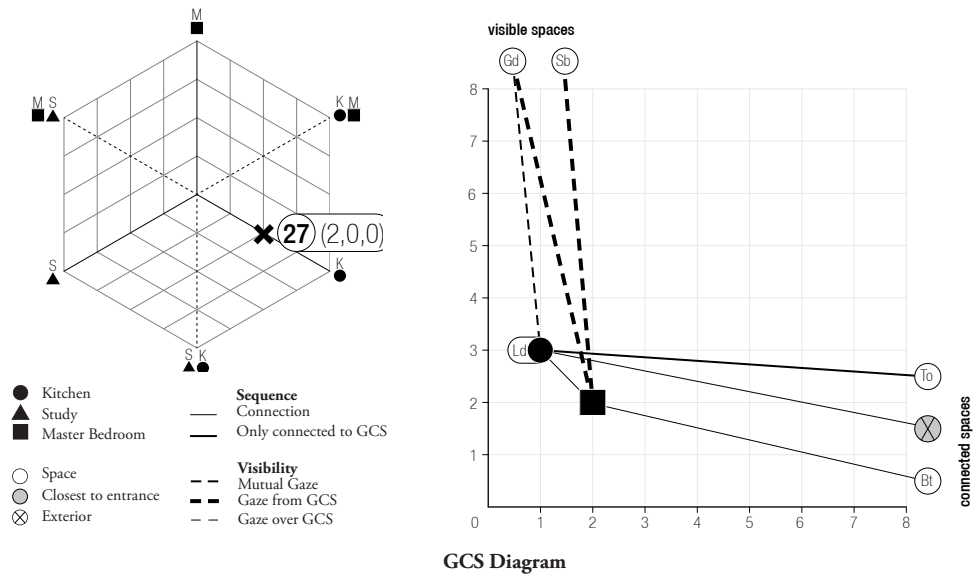 M
M S
K M
27 (2,0,0)
S
K
S K
Kitchen
Study
Master Bedroom
Space
Closest to entrance
Exterior
Sequence
Connection
Only connected to GCS
Visibility
Mutual Gaze
Gaze from GCS
Gaze over GCS
visible spaces
Gd
Sb
8
7
6
5
4
3
2
1
Ld
To
Bt
0
1
2
3
4
5
6
7
8
connected spaces
GCS Diagram